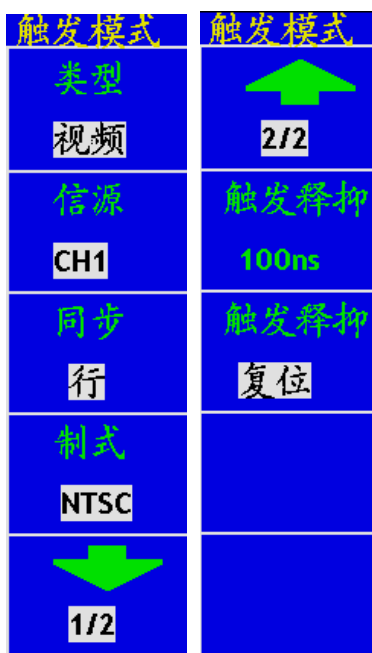 触发模式
类型
视频
信源
CH1
同步
行
制式
NTSC
1/2
触发模式
2/2
触发释抑
100ns
触发释抑
复位